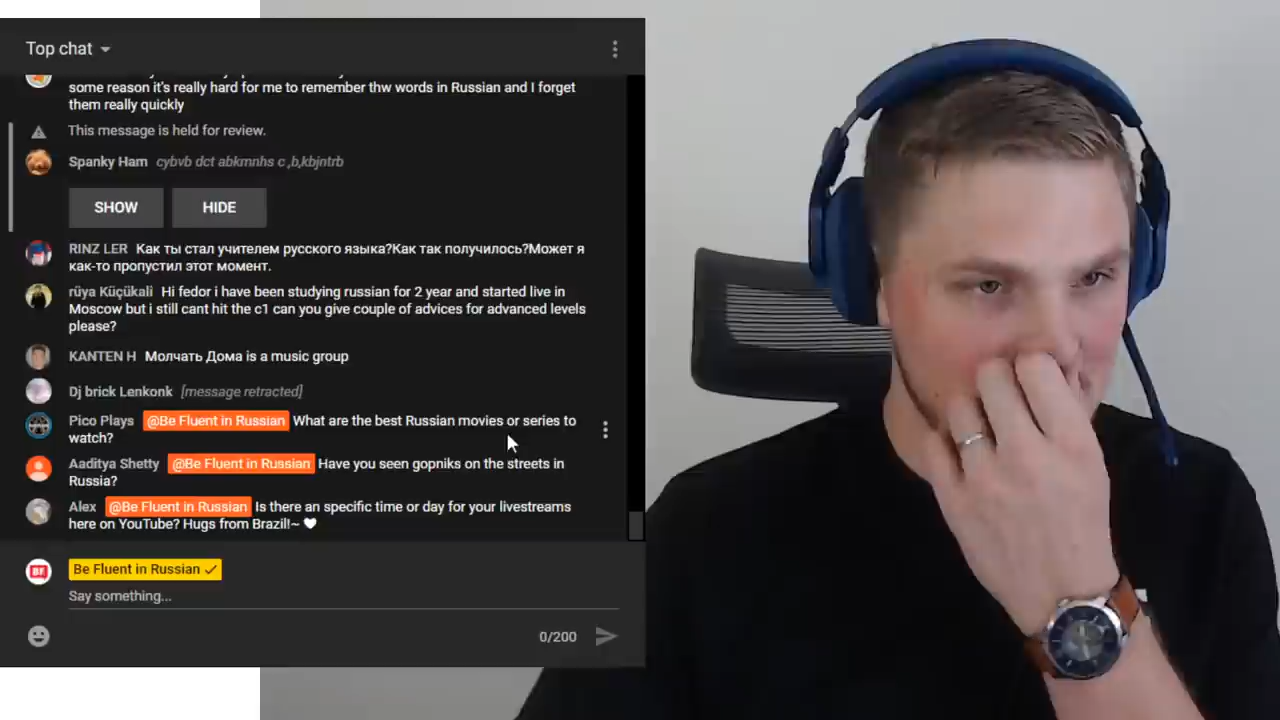 Top chat
some reason it's really hard for me to remember thw words in Russian and I forget
them really quickly
This message is held for review.
Spanky Ham cybvb dct abkmnhs c ,b,kbjntrb
SHOW HIDE
RINZ LER Как ты стал учителем русского языка?Как так получилось?Может я
как-то пропустил этот момент.
rüya Küçükali Hi fedor i have been studying russian for 2 year and started live in
Moscow but i still cant hit the c1 can you give couple of advices for advanced levels
please?
KANTEN H Молчать Дома is a music group
Dj brick Lenkonk [message retracted]
Pico Plays @Be Fluent in Russian What are the best Russian movies or series to
watch?
Aaditya Shetty @Be Fluent in Russian Have you seen gopniks on the streets in
Russia?
Alex @Be Fluent in Russian Is there an specific time or day for your livestreams
here on YouTube? Hugs from Brazil!~ ♥
BE Be Fluent in Russian ✓
Say something...
0/200